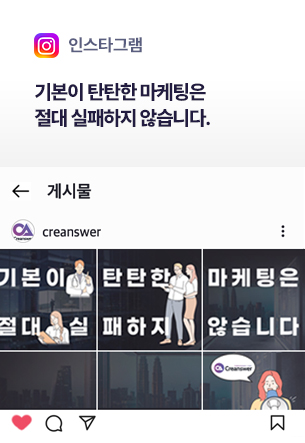 인스타그램
기본이 탄탄한 마케팅은
절대 실패하지 않습니다.
게시물
creanswer
기본이 탄탄한 마케팅은
절대 실패하지 않습니다
Creanswer